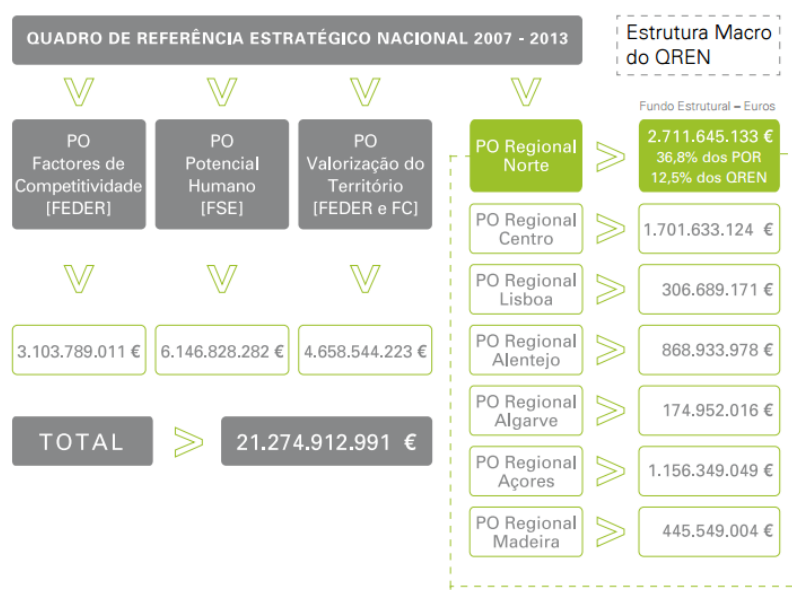 QUADRO DE REFERÊNCIA ESTRATÉGICO NACIONAL 2007 - 2013
Estrutura Macro
do QREN
Fundo Estrutural – Euros
PO
Factores de
Competitividade
[FEDER]
PO
Potencial
Humano
[FSE]
PO
Valorização do
Território
[FEDER e FC]
3.103.789.011 €
6.146.828.282 €
4.658.544.223 €
TOTAL
21.274.912.991 €
PO Regional
Norte
2.711.645.133 €
36,8% dos POR
12,5% dos QREN
PO Regional
Centro
1.701.633.124 €
PO Regional
Lisboa
306.689.171 €
PO Regional
Alentejo
868.933.978 €
PO Regional
Algarve
174.952.016 €
PO Regional
Açores
1.156.349.049 €
PO Regional
Madeira
445.549.004 €